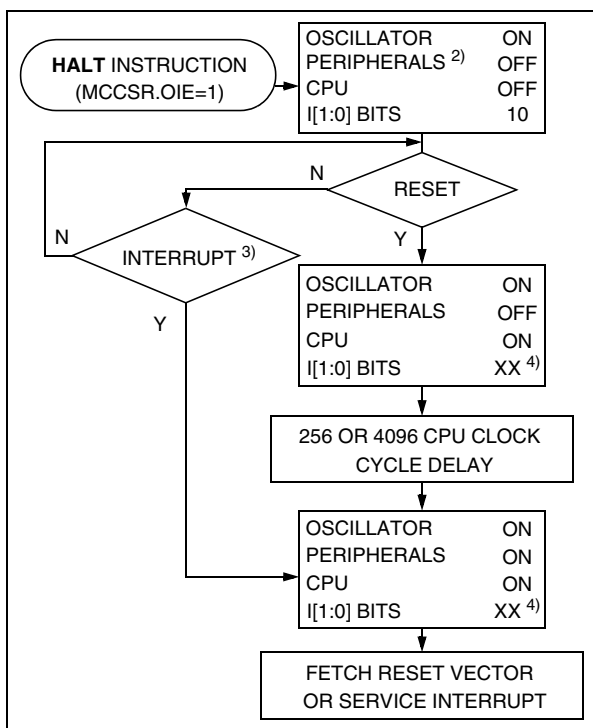 HALT INSTRUCTION
(MCCSR.OIE=1)
OSCILLATOR ON
PERIPHERALS 2) OFF
CPU OFF
I[1:0] BITS 10
N
RESET
N
INTERRUPT 3)
Y
Y
OSCILLATOR ON
PERIPHERALS OFF
CPU ON
I[1:0] BITS XX 4)
256 OR 4096 CPU CLOCK
CYCLE DELAY
OSCILLATOR ON
PERIPHERALS ON
CPU ON
I[1:0] BITS XX 4)
FETCH RESET VECTOR
OR SERVICE INTERRUPT